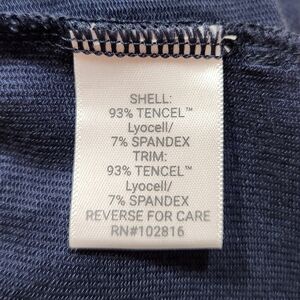 SHELL:
93% TENCEL™
Lyocell/
7% SPANDEX
TRIM:
93% TENCEL™
Lyocell/
7% SPANDEX
REVERSE FOR CARE
RN#102816